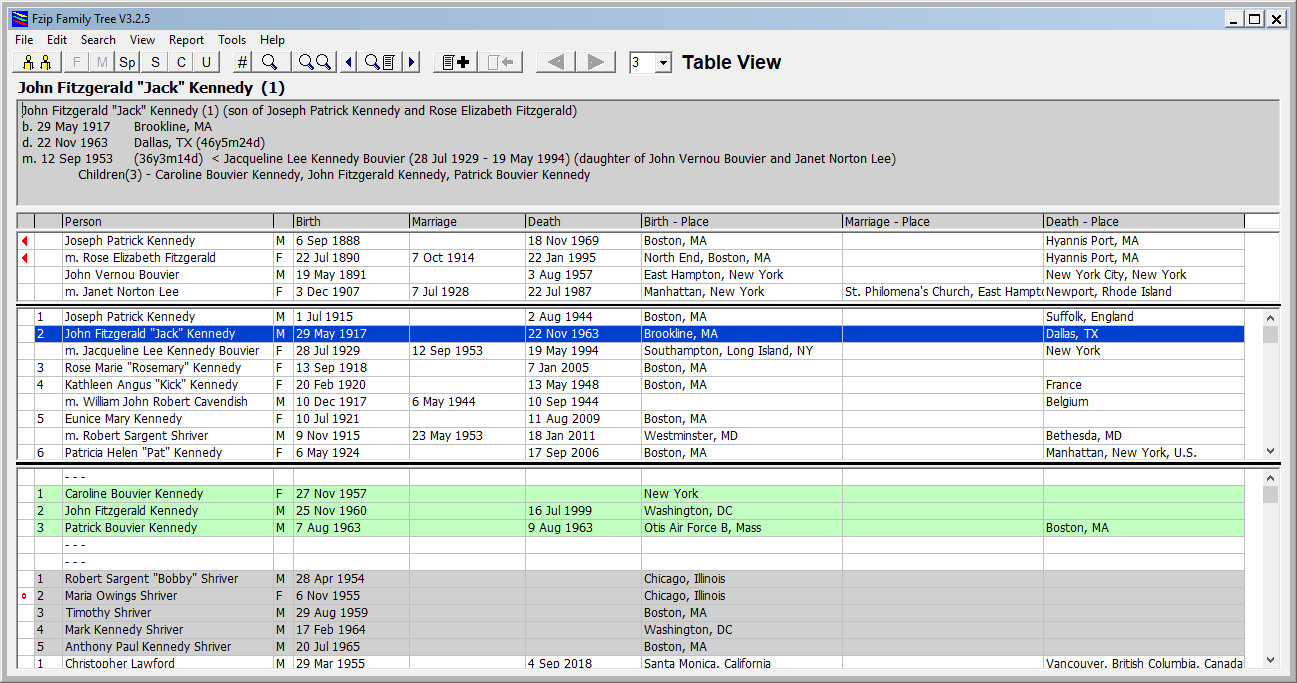 Fzip Family Tree V3.2.5
File Edit Search View Report Tools Help
F M Sp S C U # 3 Table View
John Fitzgerald "Jack" Kennedy (1)
John Fitzgerald "Jack" Kennedy (1) (son of Joseph Patrick Kennedy and Rose Elizabeth Fitzgerald)
b. 29 May 1917 Brookline, MA
d. 22 Nov 1963 Dallas, TX (46y5m24d)
m. 12 Sep 1953 (36y3m14d) < Jacqueline Lee Kennedy Bouvier (28 Jul 1929 - 19 May 1994) (daughter of John Vernou Bouvier and Janet Norton Lee)
Children(3) - Caroline Bouvier Kennedy, John Fitzgerald Kennedy, Patrick Bouvier Kennedy
Person Birth Marriage Death Birth - Place Marriage - Place Death - Place
Joseph Patrick Kennedy M 6 Sep 1888 18 Nov 1969 Boston, MA Hyannis Port, MA
m. Rose Elizabeth Fitzgerald F 22 Jul 1890 7 Oct 1914 22 Jan 1995 North End, Boston, MA Hyannis Port, MA
John Vernou Bouvier M 19 May 1891 3 Aug 1957 East Hampton, New York New York City, New York
m. Janet Norton Lee F 3 Dec 1907 7 Jul 1928 22 Jul 1987 Manhattan, New York St. Philomena's Church, East Hampt Newport, Rhode Island
1 Joseph Patrick Kennedy M 1 Jul 1915 2 Aug 1944 Boston, MA Suffolk, England
2 John Fitzgerald "Jack" Kennedy M 29 May 1917 22 Nov 1963 Brookline, MA Dallas, TX
m. Jacqueline Lee Kennedy Bouvier F 28 Jul 1929 12 Sep 1953 19 May 1994 Southampton, Long Island, NY New York
3 Rose Marie "Rosemary" Kennedy F 13 Sep 1918 7 Jan 2005 Boston, MA
4 Kathleen Angus "Kick" Kennedy F 20 Feb 1920 13 May 1948 Boston, MA France
m. William John Robert Cavendish M 10 Dec 1917 6 May 1944 10 Sep 1944 Belgium
5 Eunice Mary Kennedy F 10 Jul 1921 11 Aug 2009 Boston, MA
m. Robert Sargent Shriver M 9 Nov 1915 23 May 1953 18 Jan 2011 Westminster, MD Bethesda, MD
6 Patricia Helen "Pat" Kennedy F 6 May 1924 17 Sep 2006 Boston, MA Manhattan, New York, U.S.
- - -
1 Caroline Bouvier Kennedy F 27 Nov 1957 New York
2 John Fitzgerald Kennedy M 25 Nov 1960 16 Jul 1999 Washington, DC
3 Patrick Bouvier Kennedy M 7 Aug 1963 9 Aug 1963 Otis Air Force B, Mass Boston, MA
- - -
- - -
1 Robert Sargent "Bobby" Shriver M 28 Apr 1954 Chicago, Illinois
2 Maria Owings Shriver F 6 Nov 1955 Chicago, Illinois
3 Timothy Shriver M 29 Aug 1959 Boston, MA
4 Mark Kennedy Shriver M 17 Feb 1964 Washington, DC
5 Anthony Paul Kennedy Shriver M 20 Jul 1965 Boston, MA
1 Christopher Lawford M 29 Mar 1955 4 Sep 2018 Santa Monica, California Vancouver, British Columbia, Canada